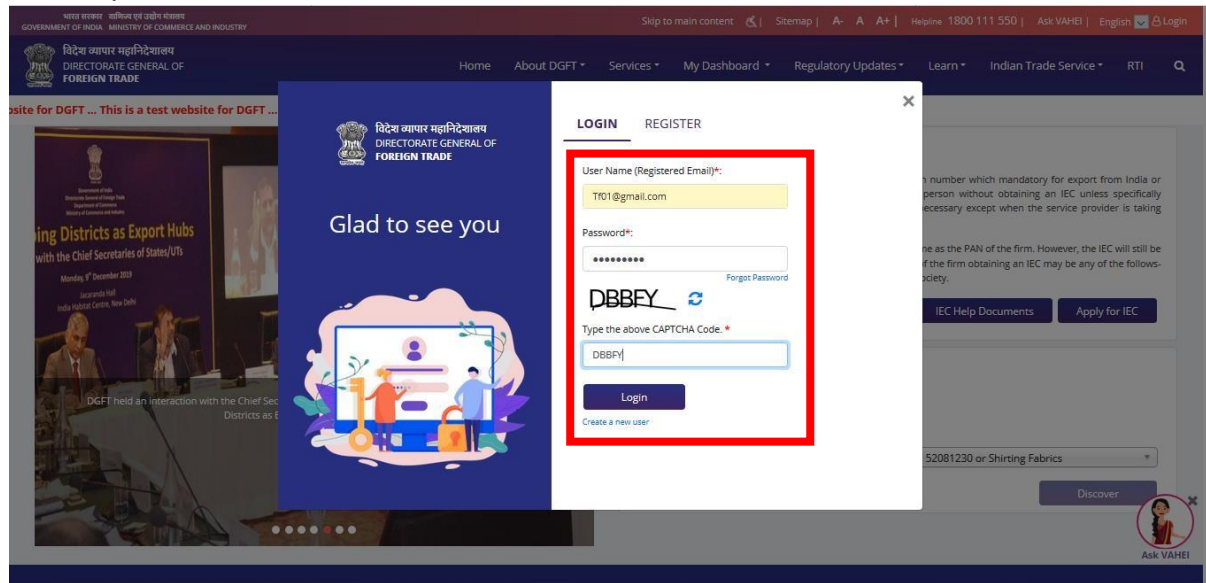 भारत सरकार वाणिज्य एवं उद्योग मंत्रालय
GOVERNMENT OF INDIA MINISTRY OF COMMERCE AND INDUSTRY
Skip to main content | Sitemap | A- A A+ | Helpline 1800 111 550 | Ask VAHEI | English Login
विदेश व्यापार महानिदेशालय
DIRECTORATE GENERAL OF
FOREIGN TRADE
Home About DGFT Services My Dashboard Regulatory Updates Learn Indian Trade Service RTI
site for DGFT ... This is a test website for DGFT ...
विदेश व्यापार महानिदेशालय
DIRECTORATE GENERAL OF
FOREIGN TRADE
Glad to see you
×
LOGIN REGISTER
User Name (Registered Email)*:
Tf01@gmail.com
Password*:
•••••••••
Forgot Password
DBBFY
Type the above CAPTCHA Code. *
DBBFY
Login
Create a new user
ing Districts as Export Hubs
with the Chief Secretaries of States/UTs
Monday, 9th December 2019
Jacaranda Hall
India Habitat Centre, New Delhi
DGFT held an interaction with the Chief Sec
Districts as E
number which mandatory for export from India or
person without obtaining an IEC unless specifically
ecessary except when the service provider is taking
me as the PAN of the firm. However, the IEC will still be
of the firm obtaining an IEC may be any of the follows-
ociety.
IEC Help Documents Apply for IEC
52081230 or Shirting Fabrics
Discover
×
Ask VAHEI